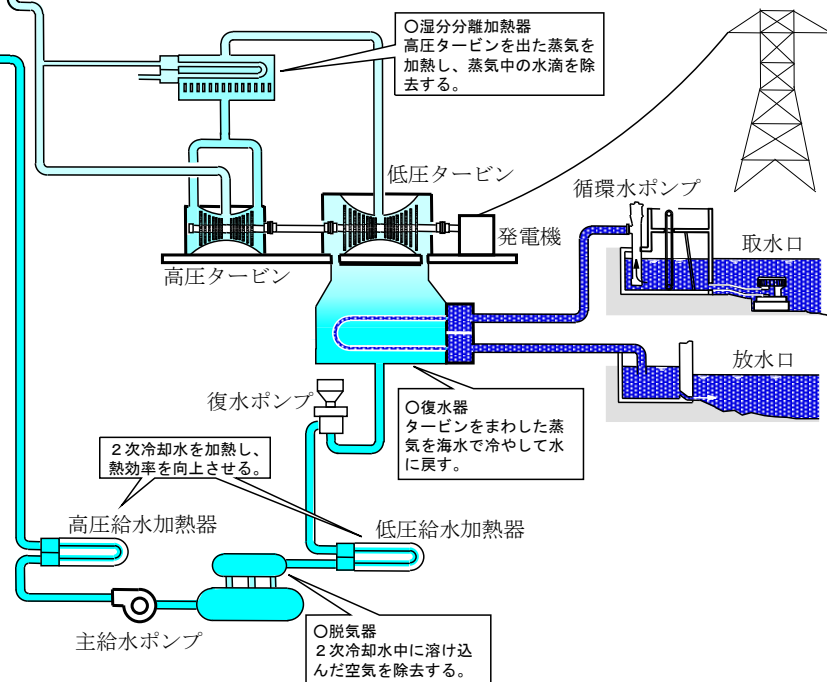 ○湿分分離加熱器
高圧タービンを出た蒸気を
加熱し、蒸気中の水滴を除
去する。
低圧タービン
循環水ポンプ
発電機
取水口
高圧タービン
放水口
復水ポンプ
○復水器
タービンをまわした蒸
気を海水で冷やして水
に戻す。
２次冷却水を加熱し、
熱効率を向上させる。
高圧給水加熱器
低圧給水加熱器
主給水ポンプ
○脱気器
２次冷却水中に溶け込
んだ空気を除去する。